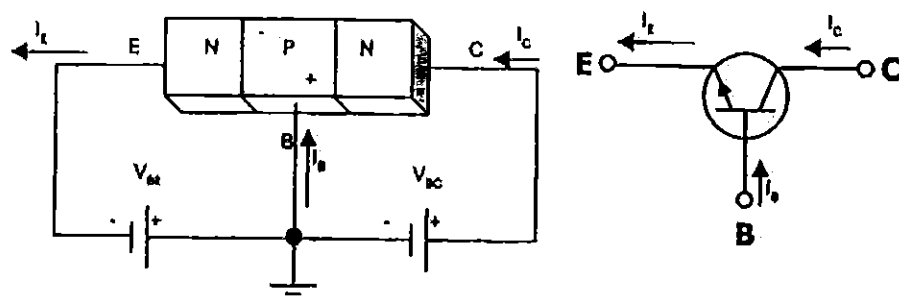 I_E E N P N C I_C
+
B I_B
V_BE V_BC
- + - +
I_E I_C
E C
I_B
B